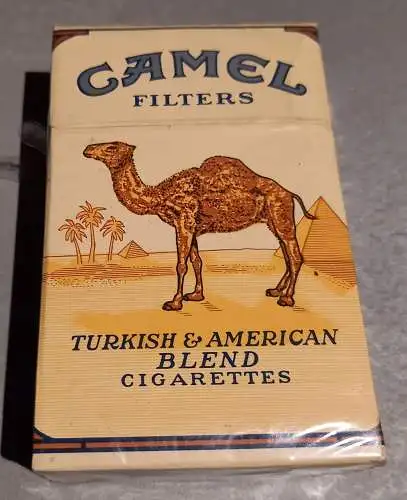 CAMEL
FILTERS
TURKISH & AMERICAN
BLEND
CIGARETTES